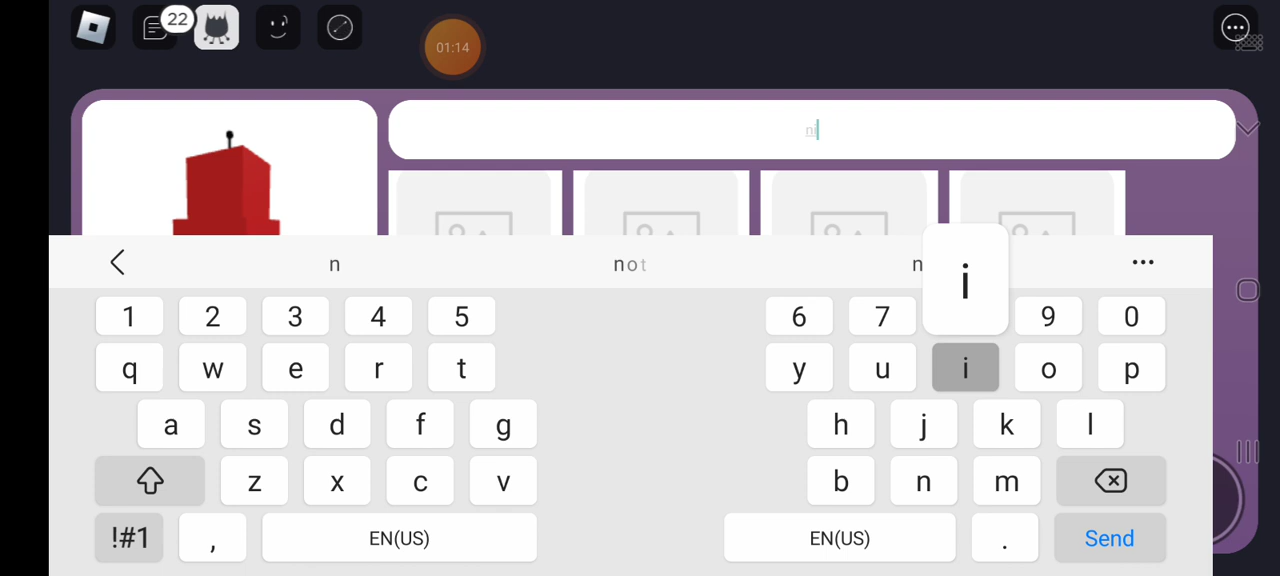 22
01:14
ni
n not n
1 2 3 4 5 6 7 9 0
i
q w e r t y u i o p
a s d f g h j k l
z x c v b n m
!#1 , EN(US) EN(US) . Send